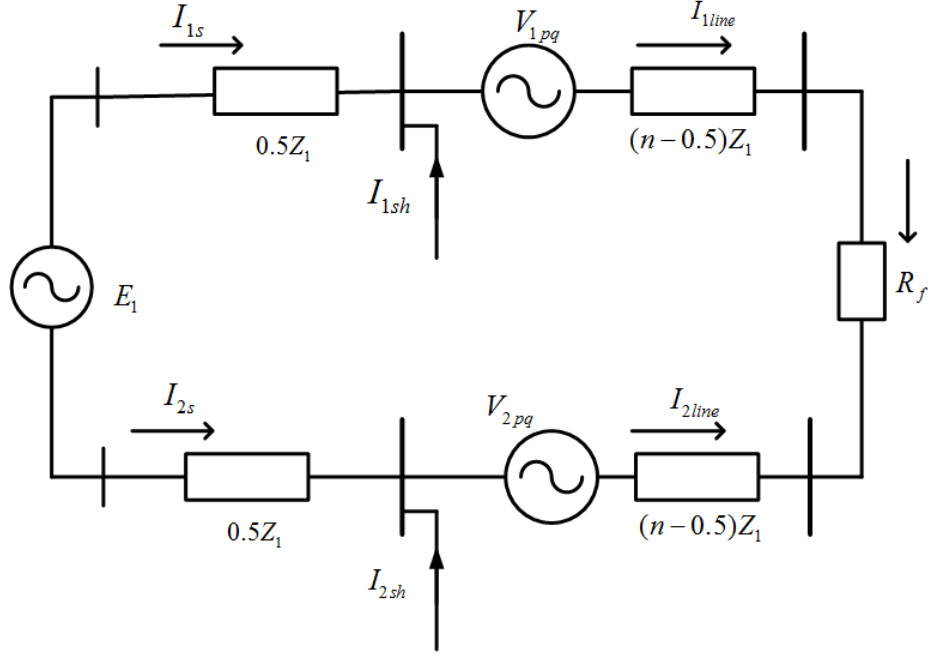 I1s
V1pq
I1line
0.5Z1
(n−0.5)Z1
I1sh
Rf
E1
I2s
V2pq
I2line
0.5Z1
(n−0.5)Z1
I2sh